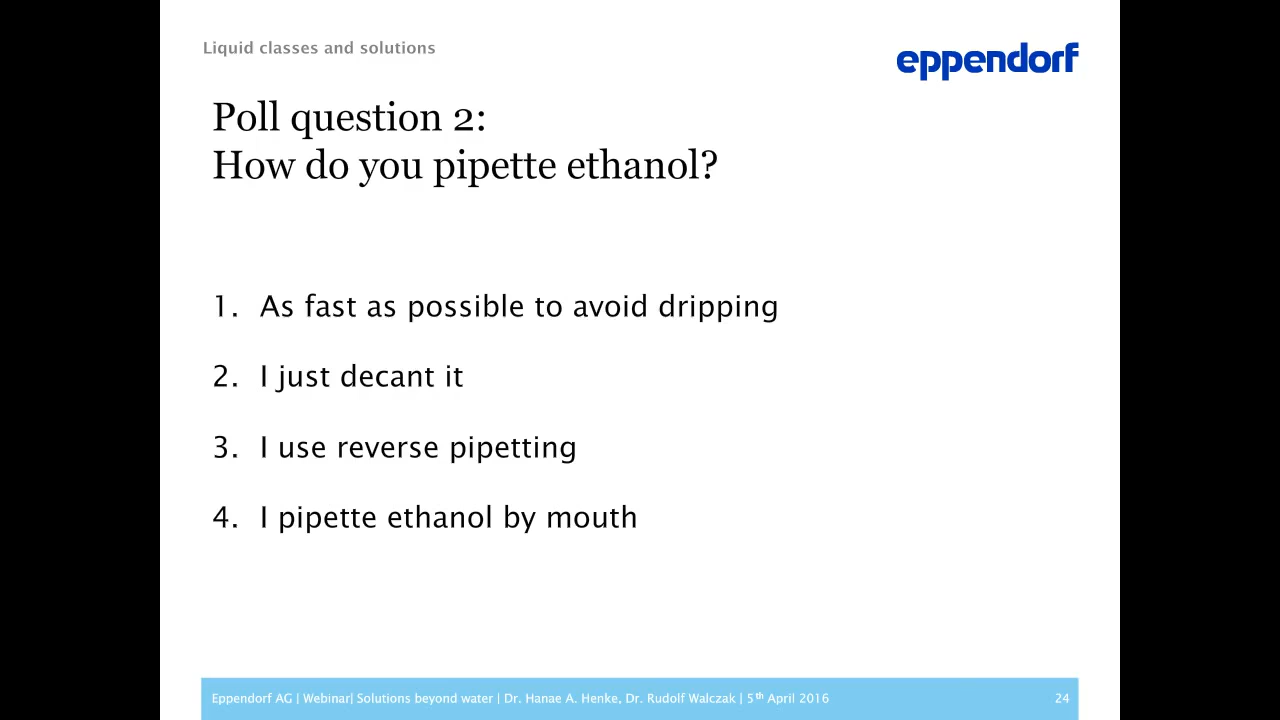 Liquid classes and solutions
eppendorf
Poll question 2:
How do you pipette ethanol?
1. As fast as possible to avoid dripping
2. I just decant it
3. I use reverse pipetting
4. I pipette ethanol by mouth
Eppendorf AG | Webinar| Solutions beyond water | Dr. Hanae A. Henke, Dr. Rudolf Walczak | 5th April 2016 24